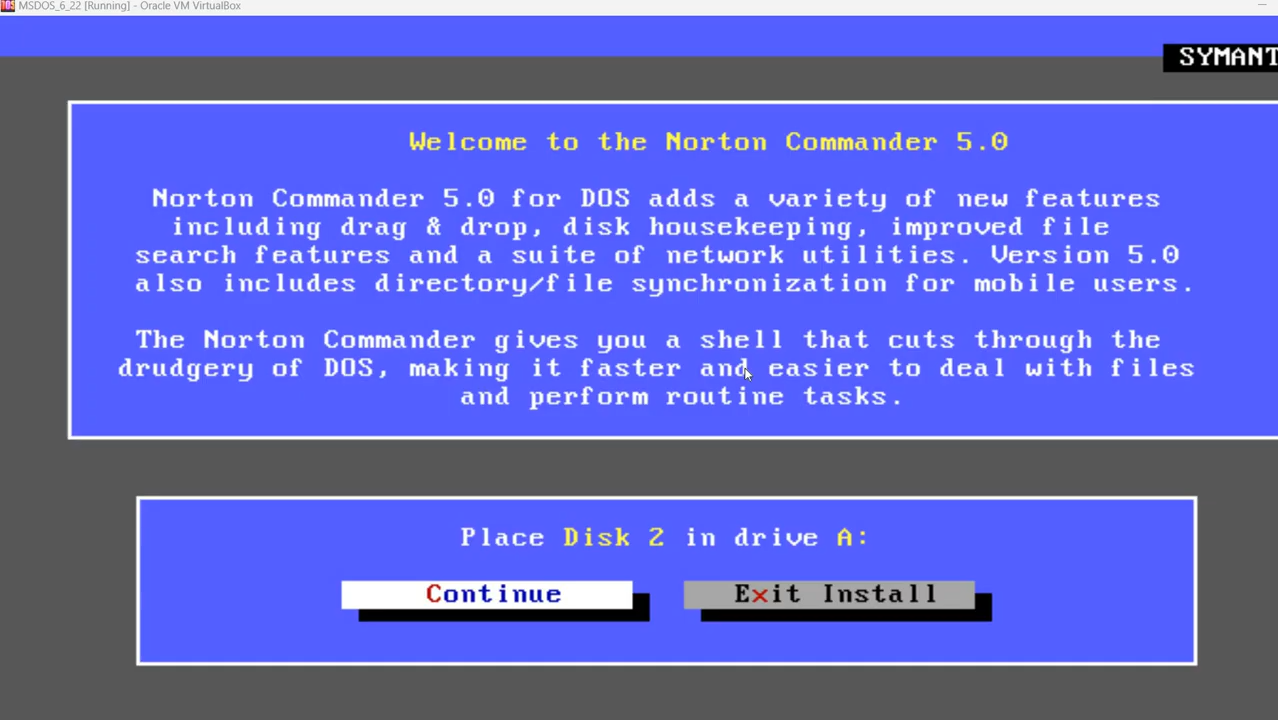 MSDOS_6_22 [Running] - Oracle VM VirtualBox
SYMANT
Welcome to the Norton Commander 5.0
Norton Commander 5.0 for DOS adds a variety of new features
including drag & drop, disk housekeeping, improved file
search features and a suite of network utilities. Version 5.0
also includes directory/file synchronization for mobile users.
The Norton Commander gives you a shell that cuts through the
drudgery of DOS, making it faster and easier to deal with files
and perform routine tasks.
Place Disk 2 in drive A:
Continue
Exit Install